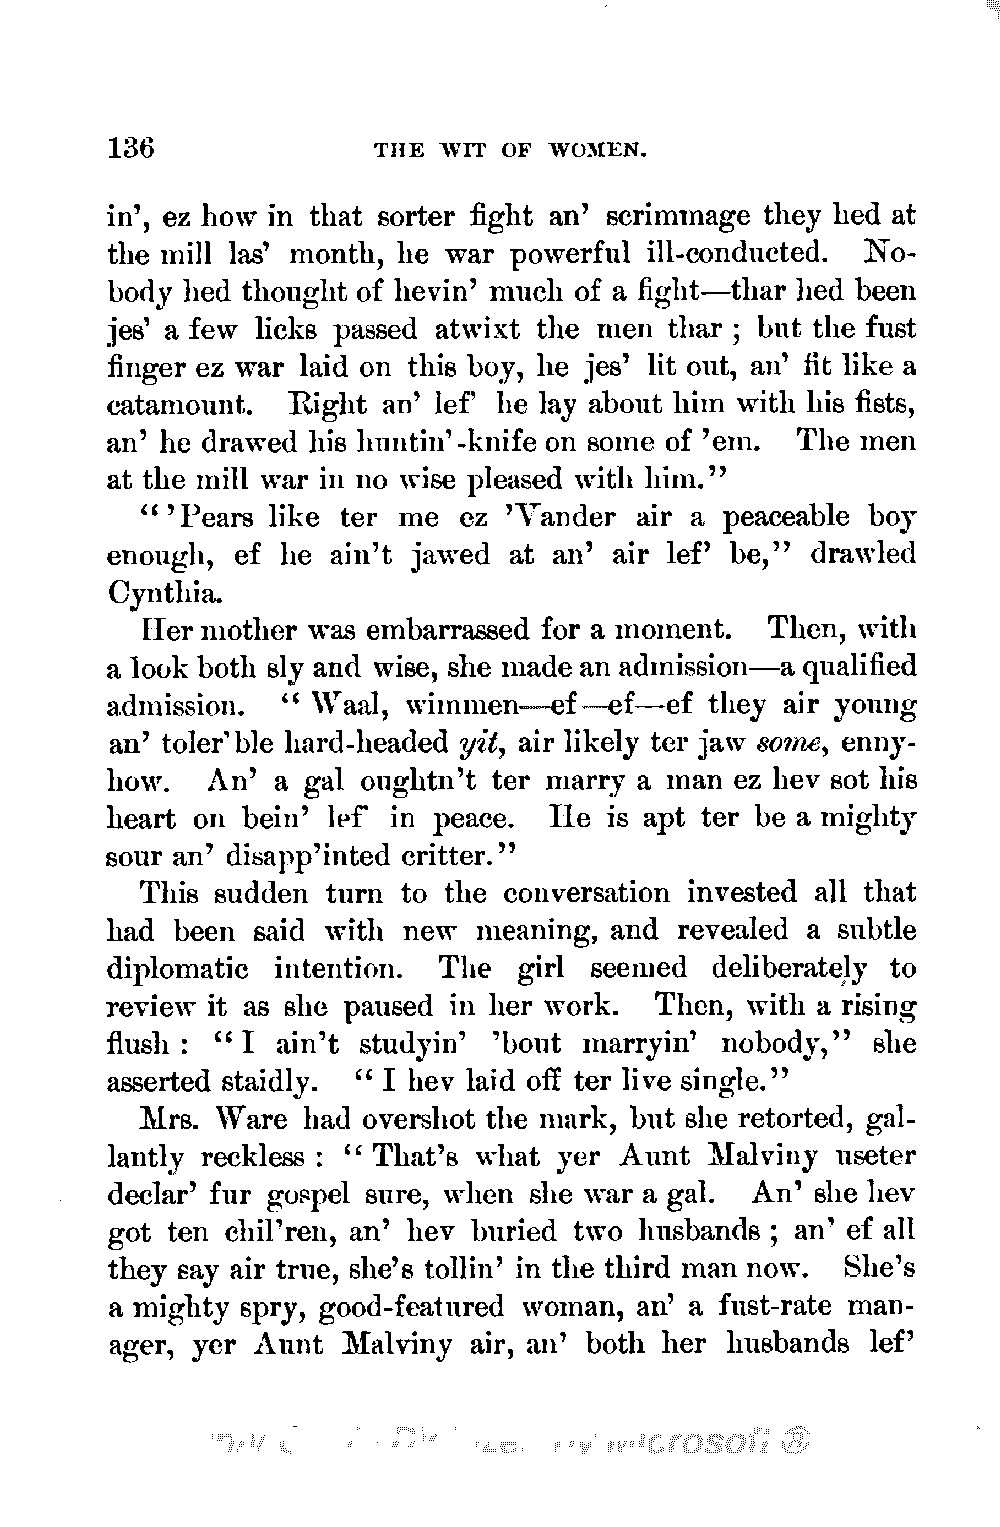 136 THE WIT OF WOMEN.
in', ez how in that sorter fight an' scrimmage they hed at
the mill las' month, he war powerful ill-conducted. No-
body hed thought of hevin' much of a fight—thar hed been
jes' a few licks passed atwixt the men thar ; but the fust
finger ez war laid on this boy, he jes' lit out, an' fit like a
catamount. Right an' lef' he lay about him with his fists,
an' he drawed his huntin'-knife on some of 'em. The men
at the mill war in no wise pleased with him."
"'Pears like ter me ez 'Vander air a peaceable boy
enough, ef he ain't jawed at an' air lef' be," drawled
Cynthia.
Her mother was embarrassed for a moment. Then, with
a look both sly and wise, she made an admission—a qualified
admission. "Waal, wimmen—ef—ef—ef they air young
an' toler'ble hard-headed yit, air likely ter jaw some, enny-
how. An' a gal oughtn't ter marry a man ez hev sot his
heart on bein' lef' in peace. He is apt ter be a mighty
sour an' disapp'inted critter."
This sudden turn to the conversation invested all that
had been said with new meaning, and revealed a subtle
diplomatic intention. The girl seemed deliberately to
review it as she paused in her work. Then, with a rising
flush : "I ain't studyin' 'bout marryin' nobody," she
asserted staidly. "I hev laid off ter live single."
Mrs. Ware had overshot the mark, but she retorted, gal-
lantly reckless : "That's what yer Aunt Malviny useter
declar' fur gospel sure, when she war a gal. An' she hev
got ten chil'ren, an' hev buried two husbands ; an' ef all
they say air true, she's tollin' in the third man now. She's
a mighty spry, good-featured woman, an' a fust-rate man-
ager, yer Aunt Malviny air, an' both her husbands lef'
Microsoft ®